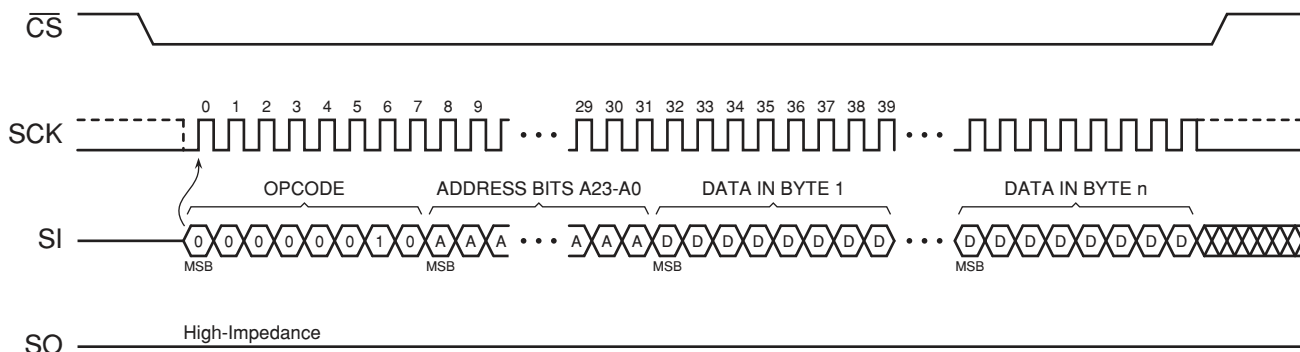 CS
0 1 2 3 4 5 6 7 8 9 29 30 31 32 33 34 35 36 37 38 39
SCK
OPCODE ADDRESS BITS A23-A0 DATA IN BYTE 1 DATA IN BYTE n
SI 0 0 0 0 0 0 1 0 A A A A A A D D D D D D D D D D D D D D D D
MSB MSB MSB MSB
High-Impedance
SO